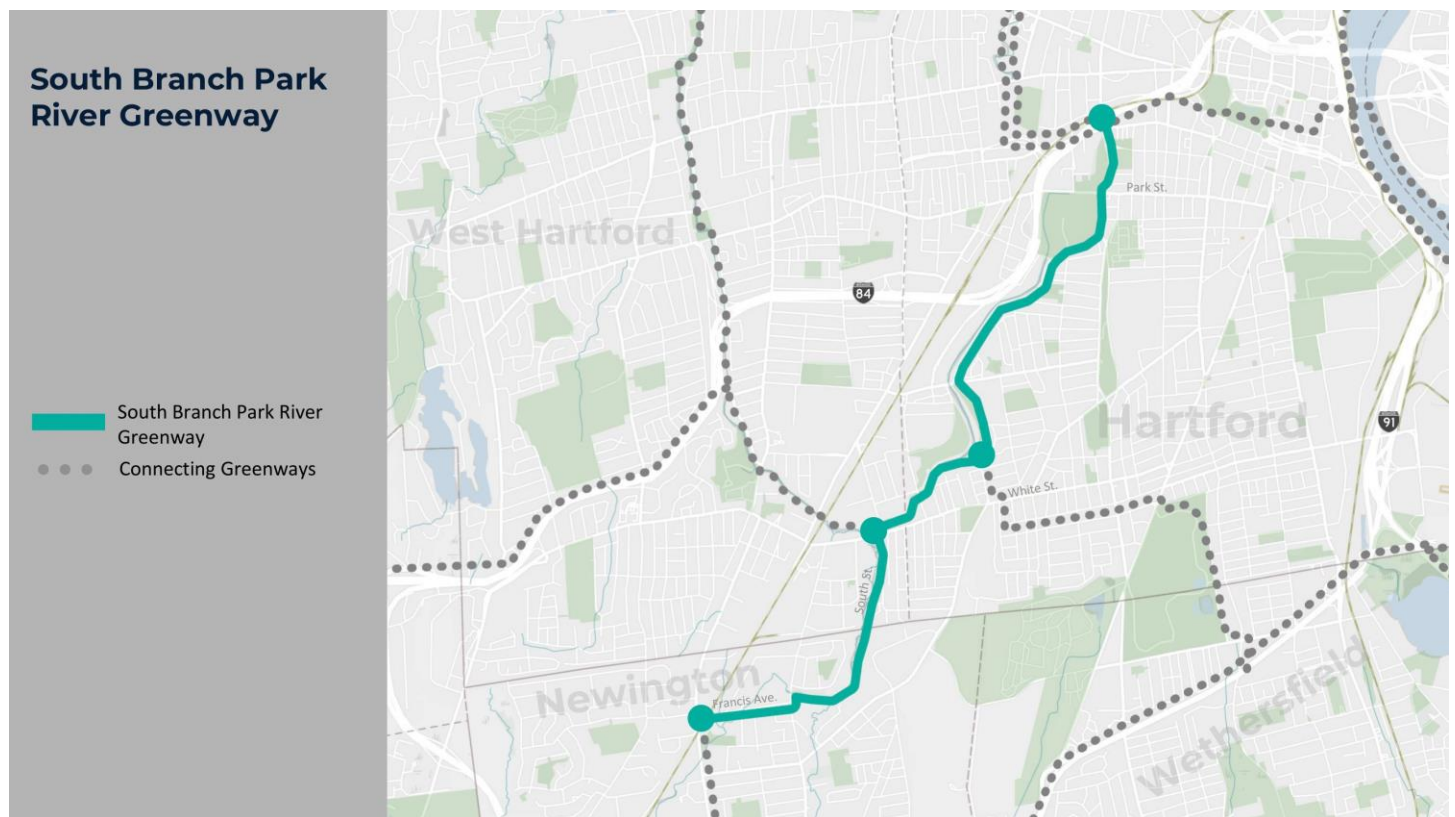 South Branch Park
River Greenway
South Branch Park River
Greenway
Connecting Greenways
West Hartford
Park St.
84
Hartford
91
White St.
South St.
Newington
Francis Ave.
Wethersfield